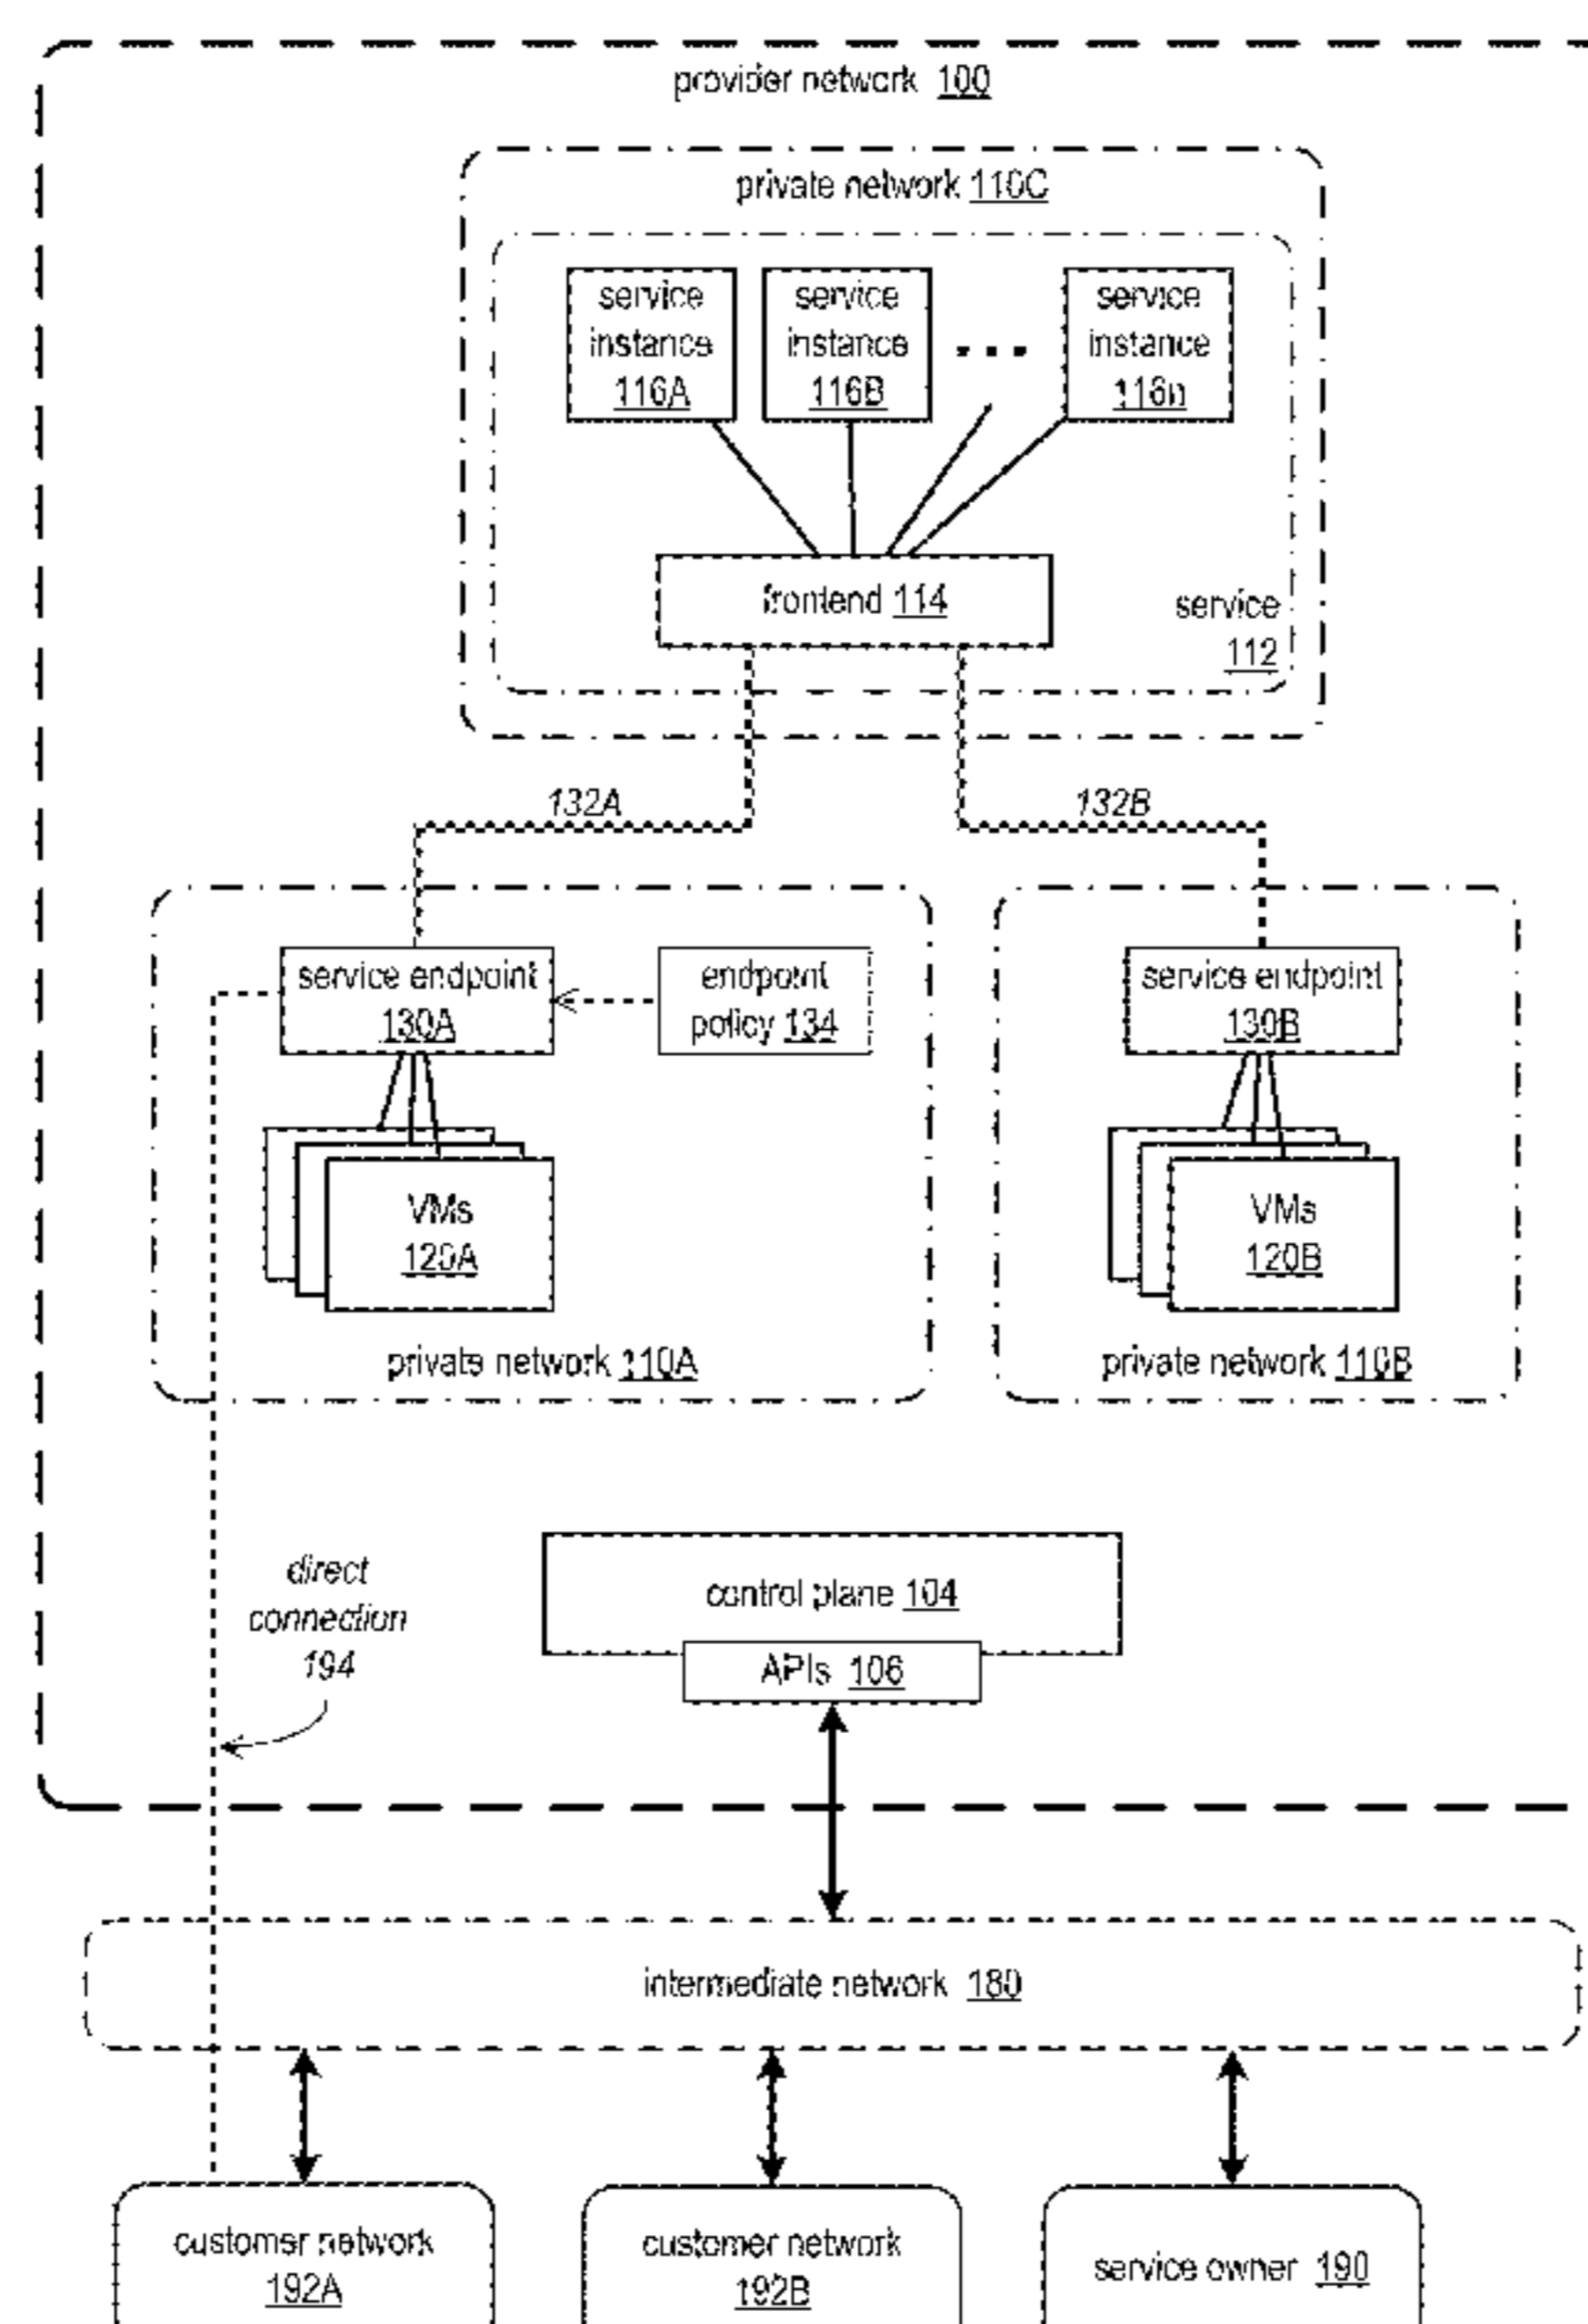 provider network 100
private network 110C
service instance 116A
service instance 116B
...
service instance 116n
frontend 114
service 112
132A
132B
service endpoint 130A
endpoint policy 134
service endpoint 130B
VMs 120A
VMs 120B
private network 110A
private network 110B
direct connection 194
control plane 104
APIs 106
intermediate network 180
customer network 192A
customer network 192B
service owner 190